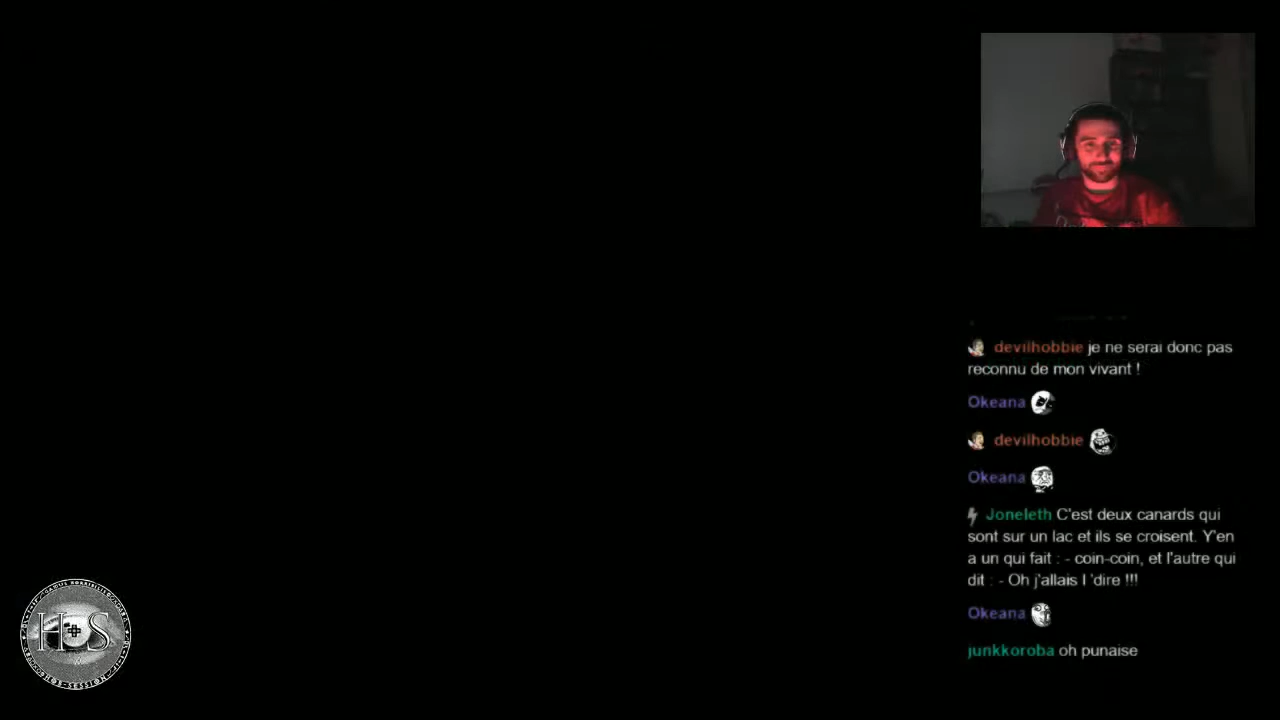 devilhobbie je ne serai donc pas
reconnu de mon vivant !
Okeana
devilhobbie
Okeana
Joneleth C'est deux canards qui
sont sur un lac et ils se croisent. Y'en
a un qui fait : - coin-coin, et l'autre qui
dit : - Oh j'allais l 'dire !!!
Okeana
junkkoroba oh punaise
H S
HOB-SESSION